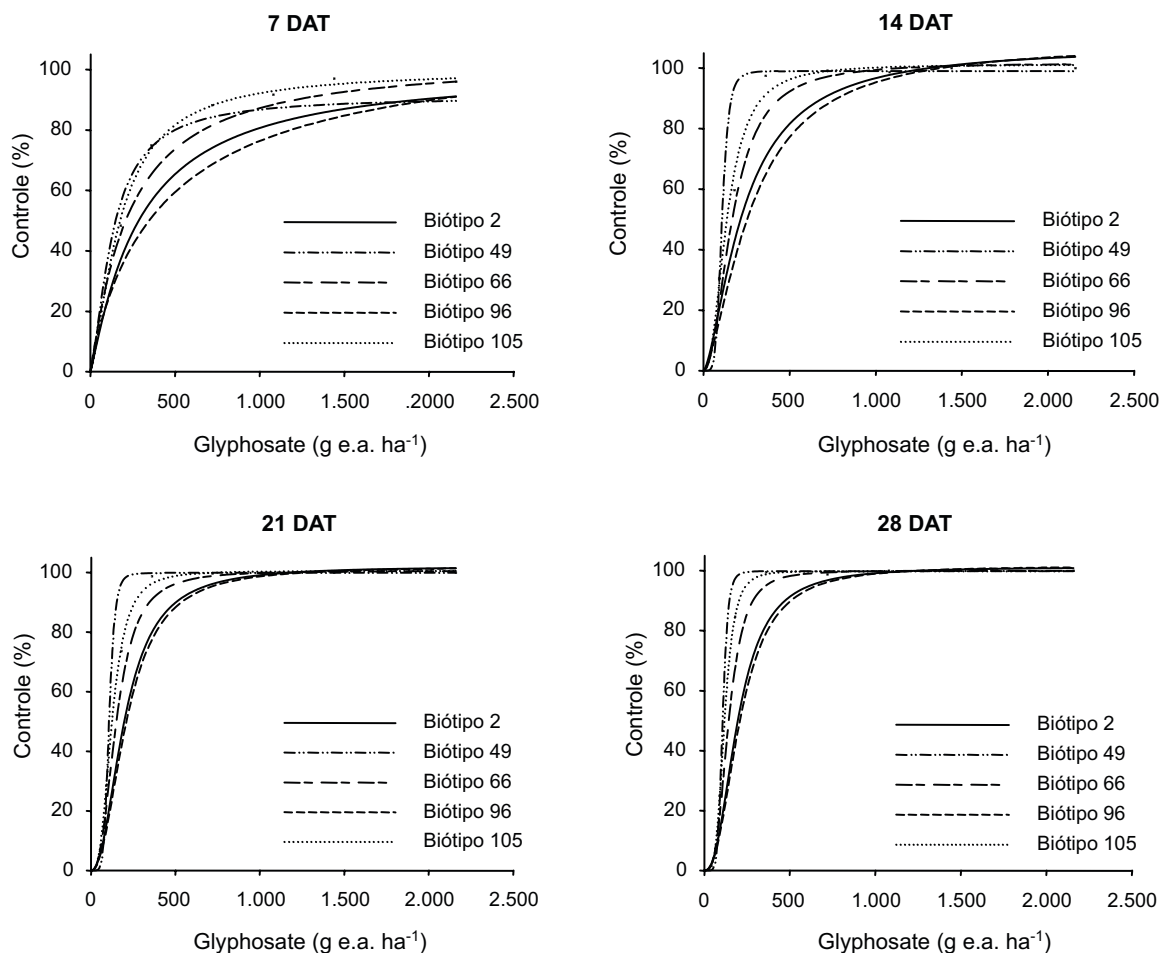 7 DAT
100
80
60
40
20
0
Controle (%)
Biótipo 2
Biótipo 49
Biótipo 66
Biótipo 96
Biótipo 105
0 500 1.000 1.500 .2000 2.500
Glyphosate (g e.a. ha-1)
14 DAT
100
80
60
40
20
0
Controle (%)
Biótipo 2
Biótipo 49
Biótipo 66
Biótipo 96
Biótipo 105
0 500 1.000 1.500 2.000 2.500
Glyphosate (g e.a. ha-1)
21 DAT
100
80
60
40
20
0
Controle (%)
Biótipo 2
Biótipo 49
Biótipo 66
Biótipo 96
Biótipo 105
0 500 1.000 1.500 2.000 2.500
Glyphosate (g e.a. ha-1)
28 DAT
100
80
60
40
20
0
Controle (%)
Biótipo 2
Biótipo 49
Biótipo 66
Biótipo 96
Biótipo 105
0 500 1.000 1.500 2.000 2.500
Glyphosate (g e.a. ha-1)